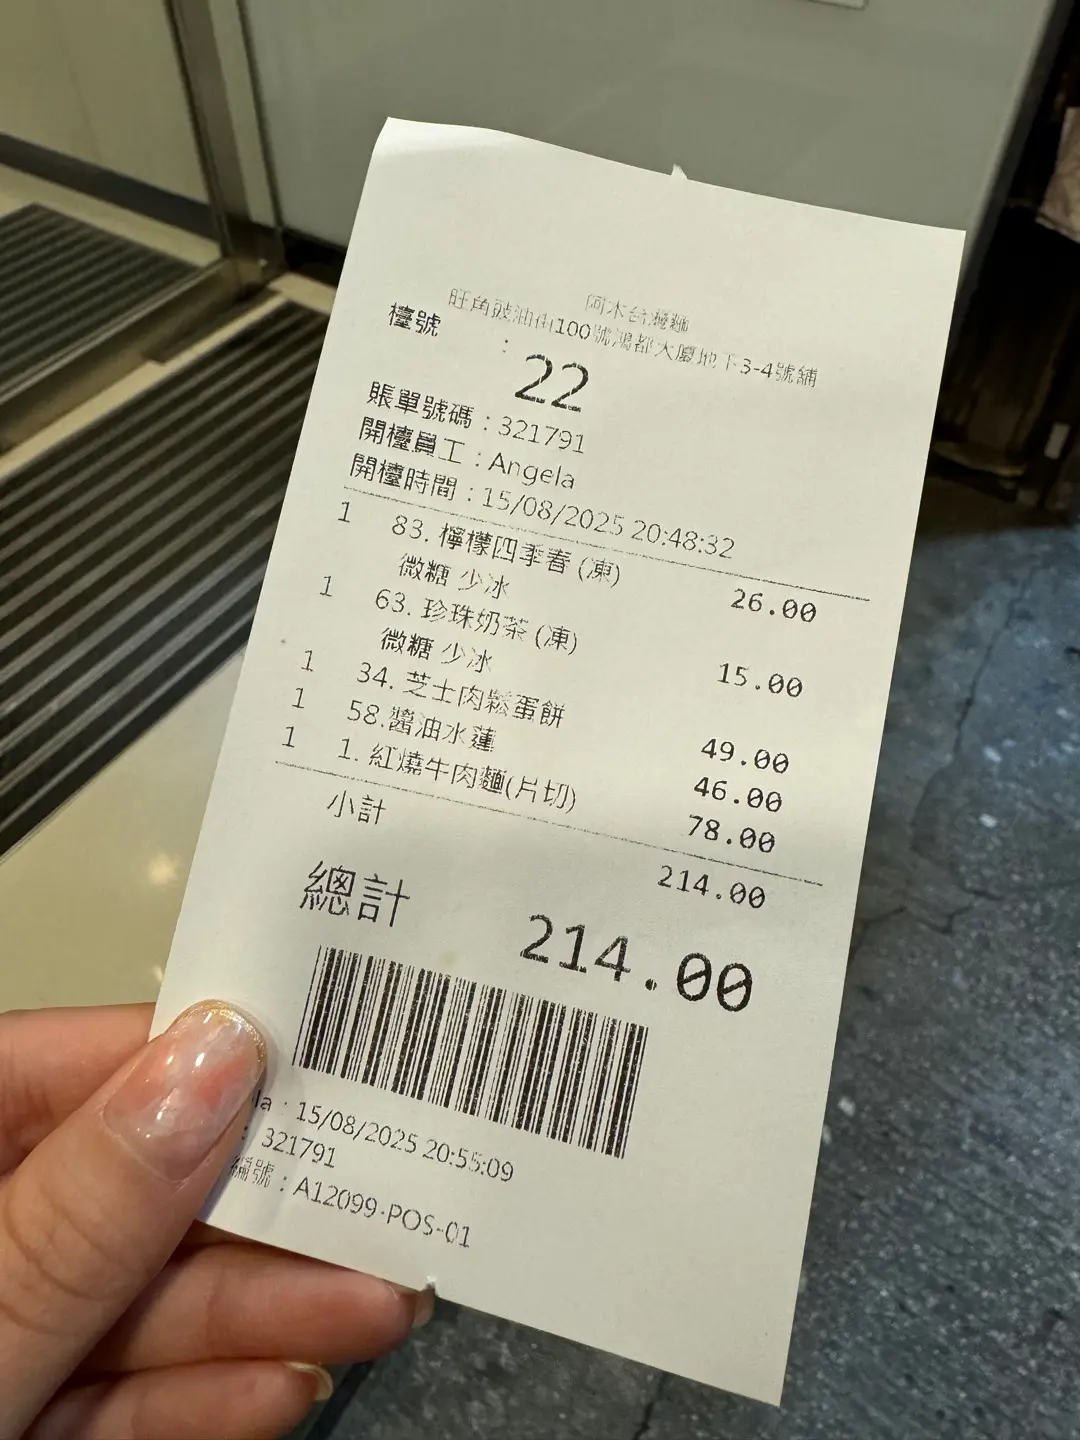 阿木台灣麵
旺角豉油街100號鴻都大廈地下3-4號舖
檯號 : 22
賬單號碼 : 321791
開檯員工 : Angela
開檯時間 : 15/08/2025 20:48:32
1 83. 檸檬四季春 (凍) 26.00
微糖 少冰
1 63. 珍珠奶茶 (凍) 15.00
微糖 少冰
1 34. 芝士肉鬆蛋餅 49.00
1 58. 醬油水蓮 46.00
1 1. 紅燒牛肉麵(片切) 78.00
小計 214.00
總計 214.00
la : 15/08/2025 20:55:09
: 321791
編號 : A12099-POS-01